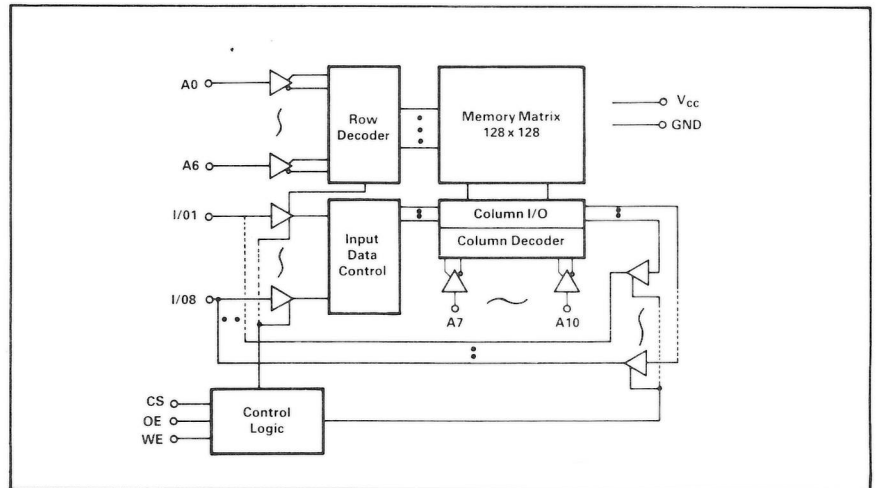 A0
A6
I/01
I/08
Row
Decoder
Memory Matrix
128 x 128
Vcc
GND
Input
Data
Control
Column I/O
Column Decoder
A7
A10
CS
OE
WE
Control
Logic